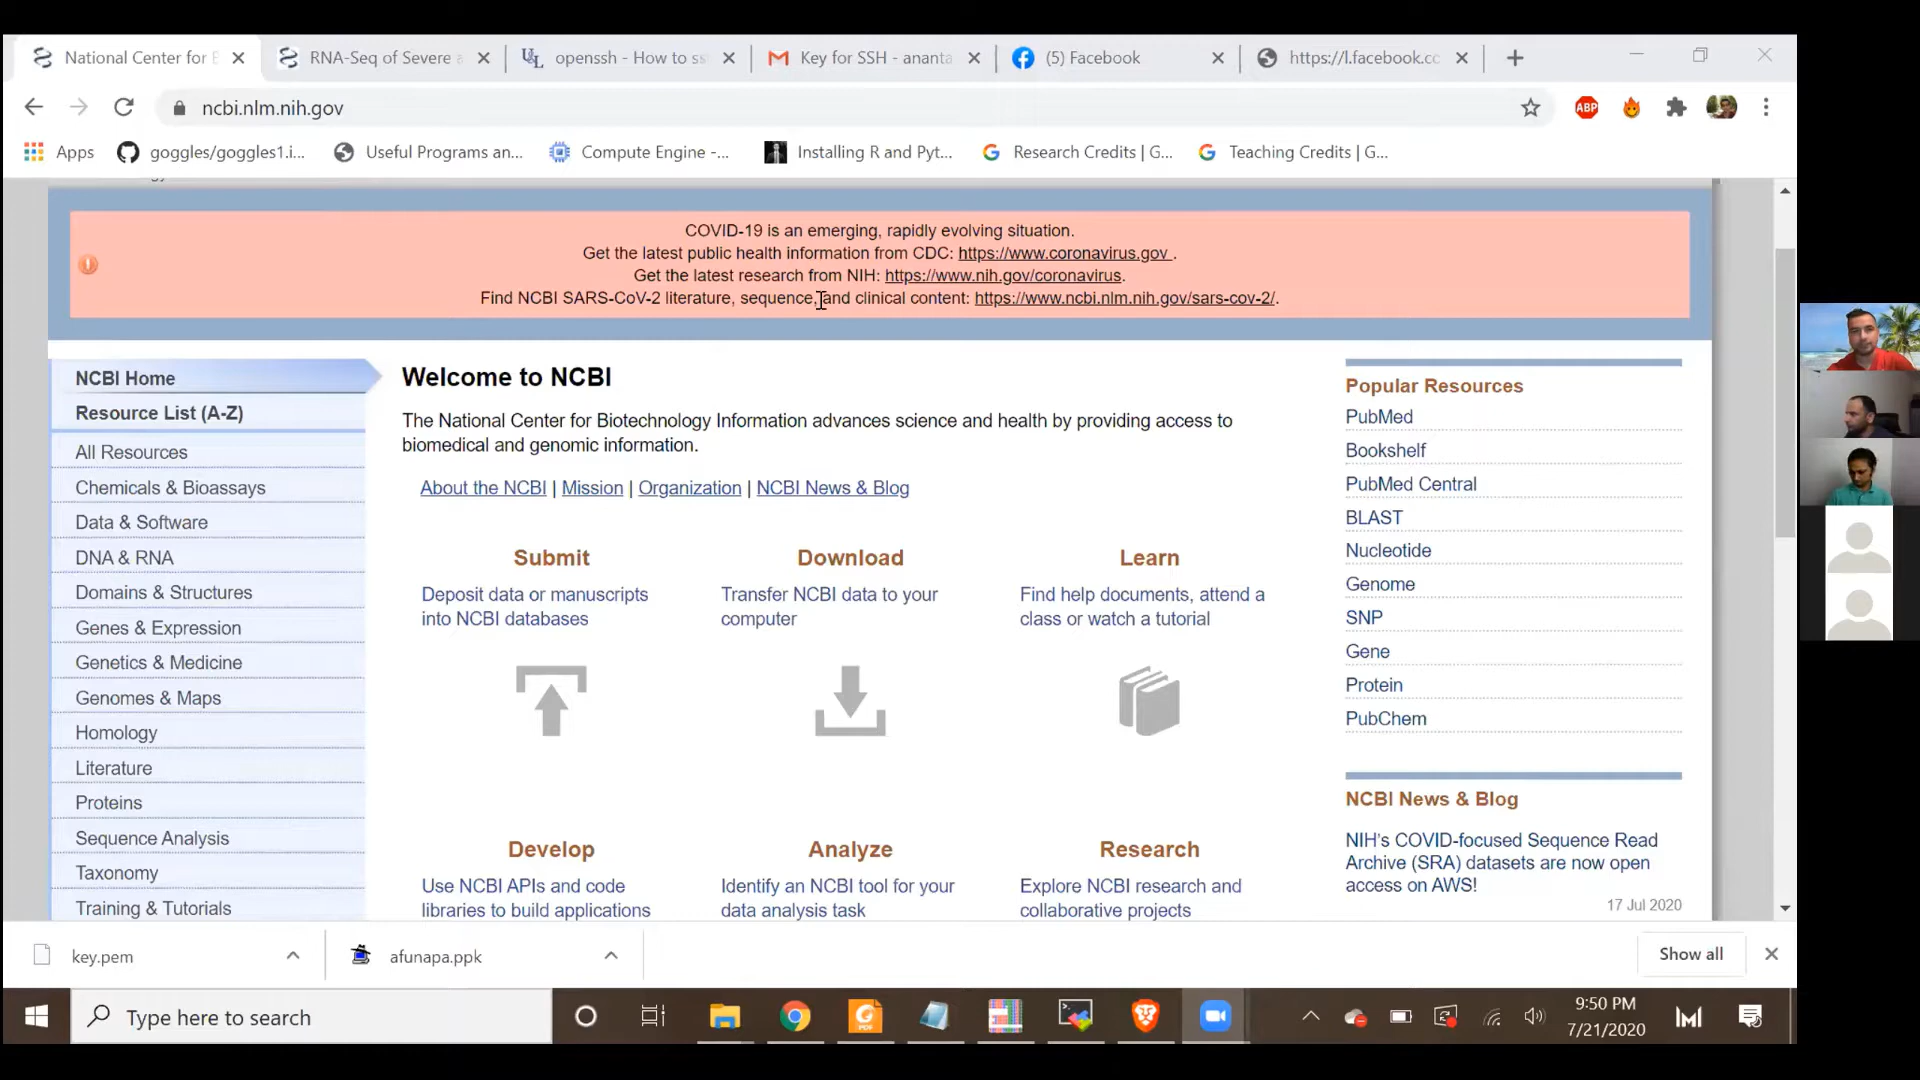 National Center for B
RNA-Seq of Severe a
openssh - How to ss
Key for SSH - ananta
(5) Facebook
https://l.facebook.cc
ncbi.nlm.nih.gov
ABP
Apps
goggles/goggles1.i...
Useful Programs an...
Compute Engine -...
Installing R and Pyt...
Research Credits | G...
Teaching Credits | G...
COVID-19 is an emerging, rapidly evolving situation.
Get the latest public health information from CDC: https://www.coronavirus.gov .
Get the latest research from NIH: https://www.nih.gov/coronavirus.
Find NCBI SARS-CoV-2 literature, sequence, and clinical content: https://www.ncbi.nlm.nih.gov/sars-cov-2/.
NCBI Home
Resource List (A-Z)
All Resources
Chemicals & Bioassays
Data & Software
DNA & RNA
Domains & Structures
Genes & Expression
Genetics & Medicine
Genomes & Maps
Homology
Literature
Proteins
Sequence Analysis
Taxonomy
Training & Tutorials
Welcome to NCBI
The National Center for Biotechnology Information advances science and health by providing access to
biomedical and genomic information.
About the NCBI | Mission | Organization | NCBI News & Blog
Submit
Deposit data or manuscripts
into NCBI databases
Download
Transfer NCBI data to your
computer
Learn
Find help documents, attend a
class or watch a tutorial
Develop
Use NCBI APIs and code
libraries to build applications
Analyze
Identify an NCBI tool for your
data analysis task
Research
Explore NCBI research and
collaborative projects
Popular Resources
PubMed
Bookshelf
PubMed Central
BLAST
Nucleotide
Genome
SNP
Gene
Protein
PubChem
NCBI News & Blog
NIH's COVID-focused Sequence Read
Archive (SRA) datasets are now open
access on AWS!
17 Jul 2020
key.pem
afunapa.ppk
Show all
Type here to search
PDF
9:50 PM
7/21/2020